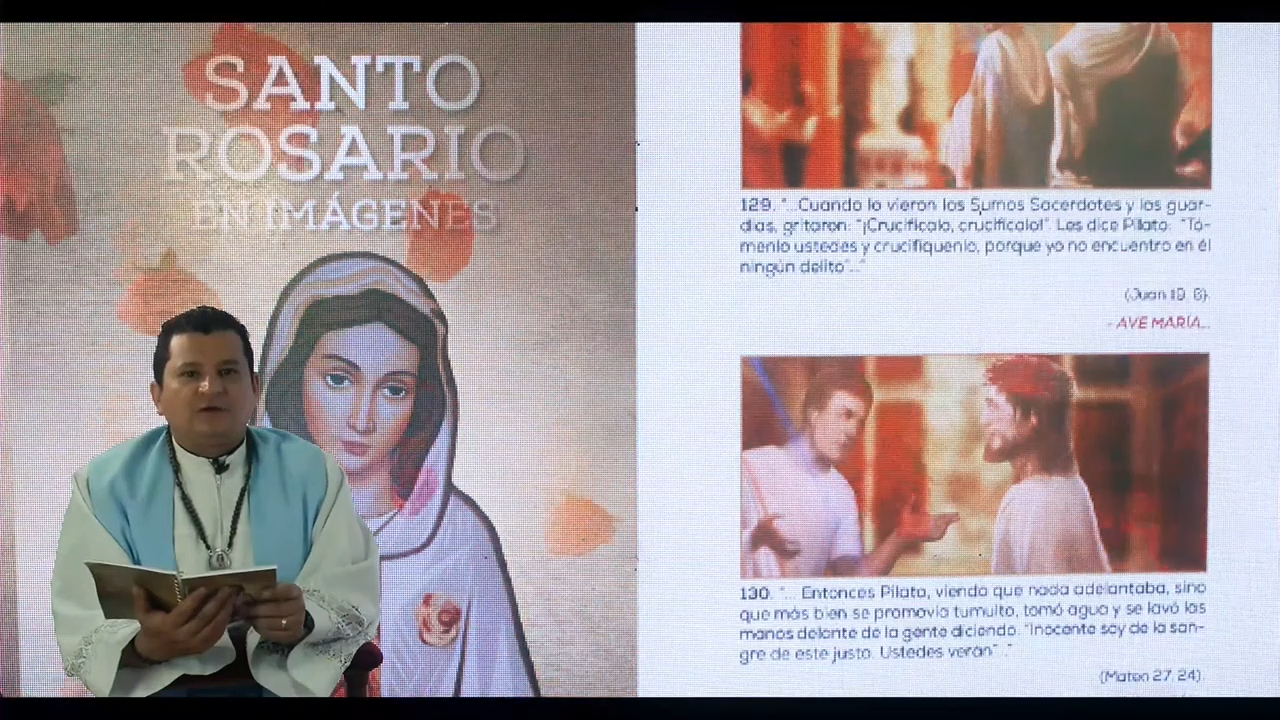 SANTO
ROSARIO
EN IMÁGENES
129. "...Cuando lo vieron los Sumos Sacerdotes y los guar-
dias, gritaron: "¡Crucifícalo, crucifícalo!". Les dice Pilato: "Tó-
menlo ustedes y crucifíquenlo, porque yo no encuentro en él
ningún delito"..."
(Juan 19, 6).
- AVE MARÍA...
130. "... Entonces Pilato, viendo que nada adelantaba, sino
que más bien se promovía tumulto, tomó agua y se lavó las
manos delante de la gente diciendo: "Inocente soy de la san-
gre de este justo. Ustedes verán"..."
(Mateo 27, 24).